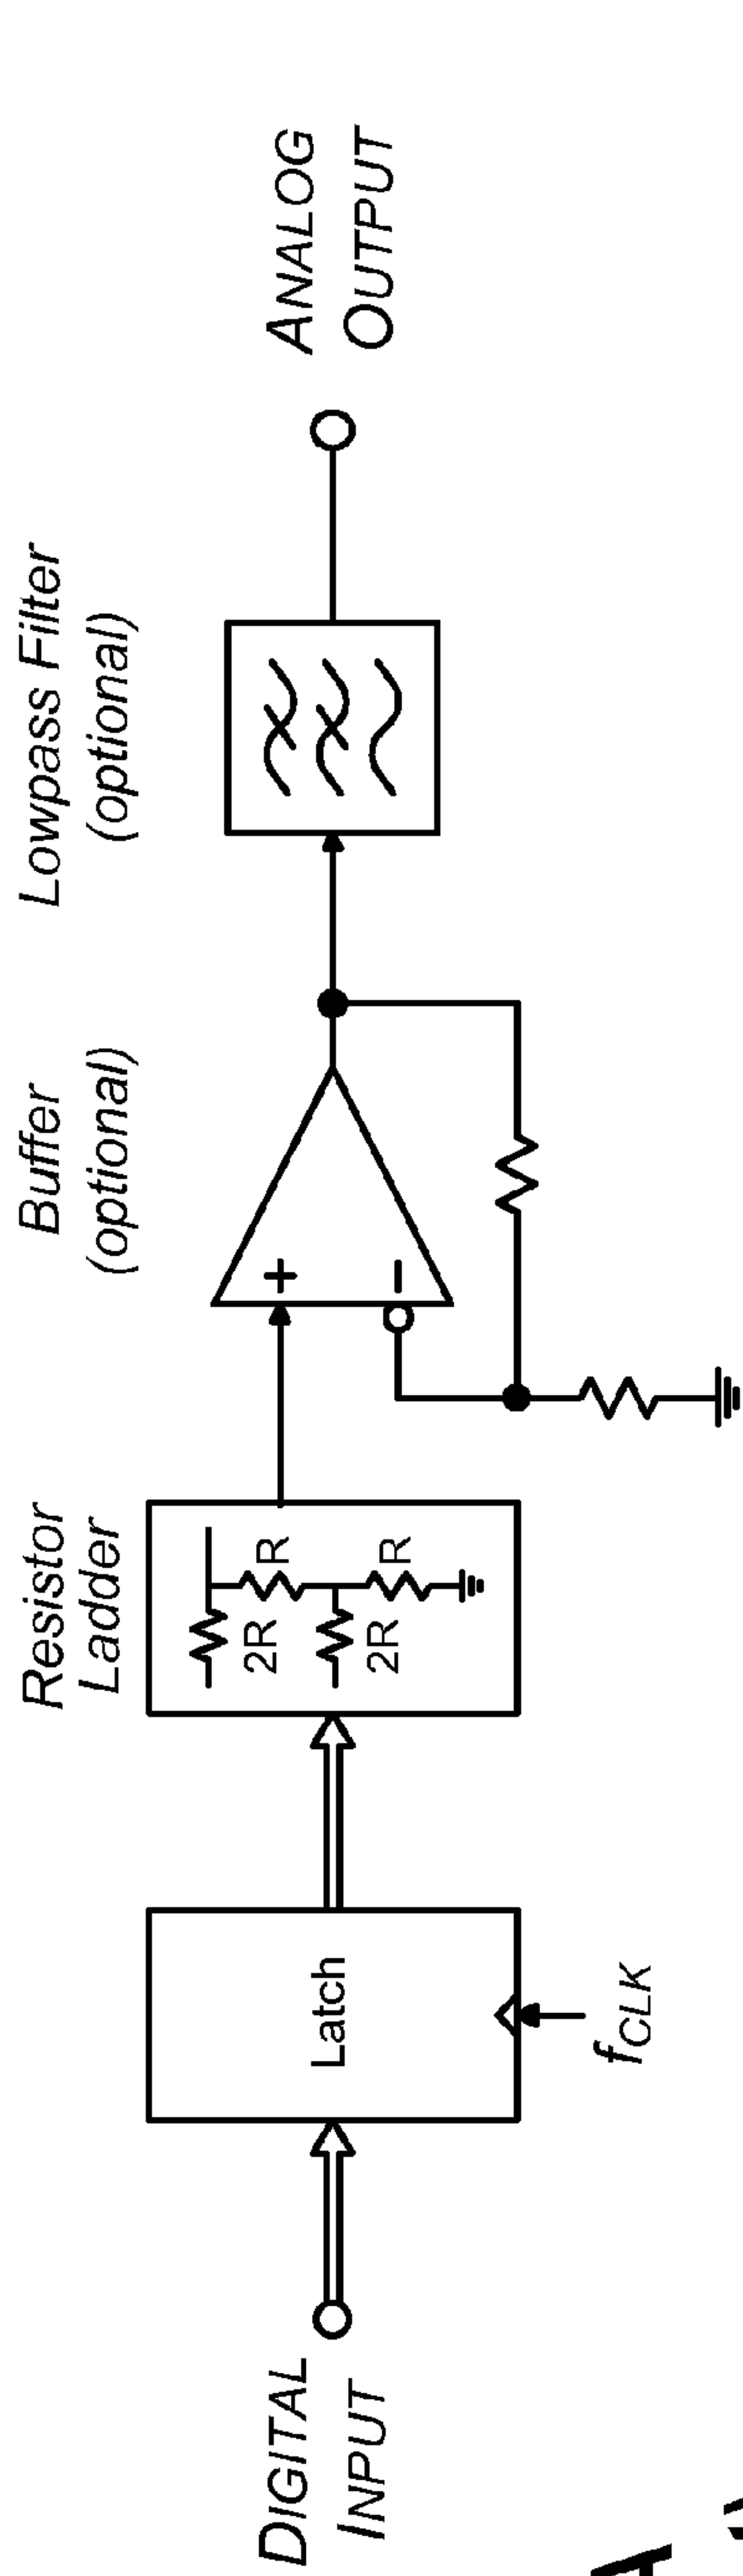 DIGITAL
INPUT
Latch
fCLK
Resistor
Ladder
2R
R
2R
R
Buffer
(optional)
+
−
Lowpass Filter
(optional)
ANALOG
OUTPUT